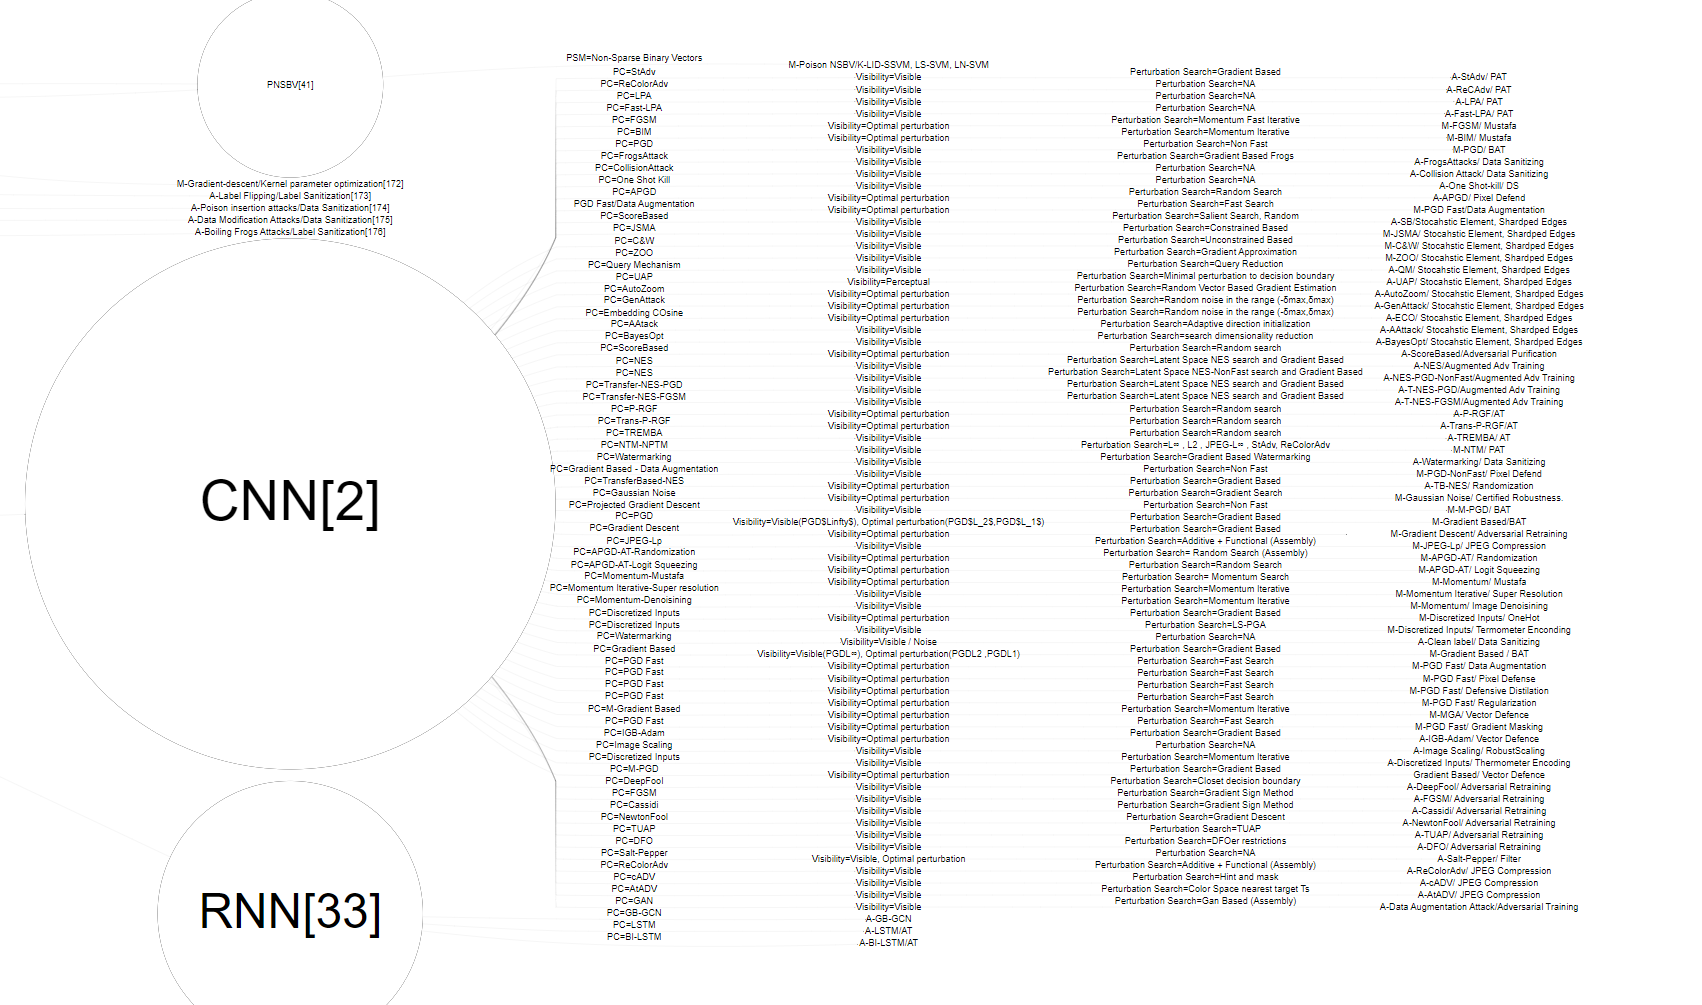 PNSBV[41]
M-Gradient-descent/Kernel parameter optimization[172]
A-Label Flipping/Label Sanitization[173]
A-Poison insertion attacks/Data Sanitization[174]
A-Data Modification Attacks/Data Sanitization[175]
A-Boiling Frogs Attacks/Label Sanitization[176]
CNN[2]
RNN[33]
PSM=Non-Sparse Binary Vectors
PC=StAdv
PC=ReColorAdv
PC=LPA
PC=Fast-LPA
PC=FGSM
PC=BIM
PC=PGD
PC=FrogsAttack
PC=CollisionAttack
PC=One Shot Kill
PC=APGD
PGD Fast/Data Augmentation
PC=ScoreBased
PC=JSMA
PC=C&W
PC=ZOO
PC=Query Mechanism
PC=UAP
PC=AutoZoom
PC=GenAttack
PC=Embedding COsine
PC=AAtack
PC=BayesOpt
PC=ScoreBased
PC=NES
PC=NES
PC=Transfer-NES-PGD
PC=Transfer-NES-FGSM
PC=P-RGF
PC=Trans-P-RGF
PC=TREMBA
PC=NTM-NPTM
PC=Watermarking
PC=Gradient Based - Data Augmentation
PC=TransferBased-NES
PC=Gaussian Noise
PC=Projected Gradient Descent
PC=PGD
PC=Gradient Descent
PC=JPEG-Lp
PC=APGD-AT-Randomization
PC=APGD-AT-Logit Squeezing
PC=Momentum-Mustafa
PC=Momentum Iterative-Super resolution
PC=Momentum-Denoisining
PC=Discretized Inputs
PC=Discretized Inputs
PC=Watermarking
PC=Gradient Based
PC=PGD Fast
PC=PGD Fast
PC=PGD Fast
PC=PGD Fast
PC=M-Gradient Based
PC=PGD Fast
PC=IGB-Adam
PC=Image Scaling
PC=Discretized Inputs
PC=M-PGD
PC=DeepFool
PC=FGSM
PC=Cassidi
PC=NewtonFool
PC=TUAP
PC=DFO
PC=Salt-Pepper
PC=ReColorAdv
PC=cADV
PC=AtADV
PC=GAN
PC=GB-GCN
PC=LSTM
PC=BI-LSTM
M-Poison NSBV/K-LID-SSVM, LS-SVM, LN-SVM
Visibility=Visible
Visibility=Visible
Visibility=Visible
Visibility=Visible
Visibility=Optimal perturbation
Visibility=Optimal perturbation
Visibility=Visible
Visibility=Visible
Visibility=Visible
Visibility=Visible
Visibility=Optimal perturbation
Visibility=Optimal perturbation
Visibility=Visible
Visibility=Visible
Visibility=Visible
Visibility=Visible
Visibility=Visible
Visibility=Perceptual
Visibility=Optimal perturbation
Visibility=Optimal perturbation
Visibility=Optimal perturbation
Visibility=Visible
Visibility=Visible
Visibility=Optimal perturbation
Visibility=Visible
Visibility=Visible
Visibility=Visible
Visibility=Visible
Visibility=Optimal perturbation
Visibility=Optimal perturbation
Visibility=Visible
Visibility=Visible
Visibility=Visible
Visibility=Visible
Visibility=Optimal perturbation
Visibility=Optimal perturbation
Visibility=Visible
Visibility=Visible(PGD$Linfty$), Optimal perturbation(PGD$L_2$,PGD$L_1$)
Visibility=Optimal perturbation
Visibility=Visible
Visibility=Optimal perturbation
Visibility=Optimal perturbation
Visibility=Optimal perturbation
Visibility=Visible
Visibility=Visible
Visibility=Optimal perturbation
Visibility=Visible
Visibility=Visible / Noise
Visibility=Visible(PGDL∞), Optimal perturbation(PGDL2 ,PGDL1)
Visibility=Optimal perturbation
Visibility=Optimal perturbation
Visibility=Optimal perturbation
Visibility=Optimal perturbation
Visibility=Optimal perturbation
Visibility=Optimal perturbation
Visibility=Optimal perturbation
Visibility=Visible
Visibility=Visible
Visibility=Optimal perturbation
Visibility=Visible
Visibility=Visible
Visibility=Visible
Visibility=Visible
Visibility=Visible
Visibility=Visible
Visibility=Visible, Optimal perturbation
Visibility=Visible
Visibility=Visible
Visibility=Visible
Visibility=Visible
A-GB-GCN
A-LSTM/AT
A-BI-LSTM/AT
Perturbation Search=Gradient Based
Perturbation Search=NA
Perturbation Search=NA
Perturbation Search=NA
Perturbation Search=Momentum Fast Iterative
Perturbation Search=Momentum Iterative
Perturbation Search=Non Fast
Perturbation Search=Gradient Based Frogs
Perturbation Search=NA
Perturbation Search=NA
Perturbation Search=Random Search
Perturbation Search=Fast Search
Perturbation Search=Salient Search, Random
Perturbation Search=Constrained Based
Perturbation Search=Unconstrained Based
Perturbation Search=Gradient Approximation
Perturbation Search=Query Reduction
Perturbation Search=Minimal perturbation to decision boundary
Perturbation Search=Random Vector Based Gradient Estimation
Perturbation Search=Random noise in the range (-δmax,δmax)
Perturbation Search=Random noise in the range (-δmax,δmax)
Perturbation Search=Adaptive direction initialization
Perturbation Search=search dimensionality reduction
Perturbation Search=Random search
Perturbation Search=Latent Space NES search and Gradient Based
Perturbation Search=Latent Space NES-NonFast search and Gradient Based
Perturbation Search=Latent Space NES search and Gradient Based
Perturbation Search=Latent Space NES search and Gradient Based
Perturbation Search=Random search
Perturbation Search=Random search
Perturbation Search=Random search
Perturbation Search=L∞ , L2 , JPEG-L∞ , StAdv, ReColorAdv
Perturbation Search=Gradient Based Watermarking
Perturbation Search=Non Fast
Perturbation Search=Gradient Based
Perturbation Search=Gradient Search
Perturbation Search=Non Fast
Perturbation Search=Gradient Based
Perturbation Search=Gradient Based
Perturbation Search=Additive + Functional (Assembly)
Perturbation Search= Random Search (Assembly)
Perturbation Search=Random Search
Perturbation Search= Momentum Search
Perturbation Search=Momentum Iterative
Perturbation Search=Momentum Iterative
Perturbation Search=Gradient Based
Perturbation Search=LS-PGA
Perturbation Search=NA
Perturbation Search=Gradient Based
Perturbation Search=Fast Search
Perturbation Search=Fast Search
Perturbation Search=Fast Search
Perturbation Search=Fast Search
Perturbation Search=Momentum Iterative
Perturbation Search=Fast Search
Perturbation Search=Gradient Based
Perturbation Search=NA
Perturbation Search=Momentum Iterative
Perturbation Search=Gradient Based
Perturbation Search=Closet decision boundary
Perturbation Search=Gradient Sign Method
Perturbation Search=Gradient Sign Method
Perturbation Search=Gradient Descent
Perturbation Search=TUAP
Perturbation Search=DFOer restrictions
Perturbation Search=NA
Perturbation Search=Additive + Functional (Assembly)
Perturbation Search=Hint and mask
Perturbation Search=Color Space nearest target Ts
Perturbation Search=Gan Based (Assembly)
A-StAdv/ PAT
A-ReCAdv/ PAT
A-LPA/ PAT
A-Fast-LPA/ PAT
M-FGSM/ Mustafa
M-BIM/ Mustafa
M-PGD/ BAT
A-FrogsAttacks/ Data Sanitizing
A-Collision Attack/ Data Sanitizing
A-One Shot-kill/ DS
A-APGD/ Pixel Defend
M-PGD Fast/Data Augmentation
A-SB/Stocahstic Element, Shardped Edges
M-JSMA/ Stocahstic Element, Shardped Edges
M-C&W/ Stocahstic Element, Shardped Edges
M-ZOO/ Stocahstic Element, Shardped Edges
A-QM/ Stocahstic Element, Shardped Edges
A-UAP/ Stocahstic Element, Shardped Edges
A-AutoZoom/ Stocahstic Element, Shardped Edges
A-GenAttack/ Stocahstic Element, Shardped Edges
A-ECO/ Stocahstic Element, Shardped Edges
A-AAttack/ Stocahstic Element, Shardped Edges
A-BayesOpt/ Stocahstic Element, Shardped Edges
A-ScoreBased/Adversarial Purification
A-NES/Augmented Adv Training
A-NES-PGD-NonFast/Augmented Adv Training
A-T-NES-PGD/Augmented Adv Training
A-T-NES-FGSM/Augmented Adv Training
A-P-RGF/AT
A-Trans-P-RGF/AT
A-TREMBA/ AT
M-NTM/ PAT
A-Watermarking/ Data Sanitizing
M-PGD-NonFast/ Pixel Defend
A-TB-NES/ Randomization
M-Gaussian Noise/ Certified Robustness.
M-M-PGD/ BAT
M-Gradient Based/BAT
M-Gradient Descent/ Adversarial Retraining
M-JPEG-Lp/ JPEG Compression
M-APGD-AT/ Randomization
M-APGD-AT/ Logit Squeezing
M-Momentum/ Mustafa
M-Momentum Iterative/ Super Resolution
M-Momentum/ Image Denoisining
M-Discretized Inputs/ OneHot
M-Discretized Inputs/ Termometer Enconding
A-Clean label/ Data Sanitizing
M-Gradient Based / BAT
M-PGD Fast/ Data Augmentation
M-PGD Fast/ Pixel Defense
M-PGD Fast/ Defensive Distilation
M-PGD Fast/ Regularization
M-MGA/ Vector Defence
M-PGD Fast/ Gradient Masking
A-IGB-Adam/ Vector Defence
A-Image Scaling/ RobustScaling
A-Discretized Inputs/ Thermometer Encoding
Gradient Based/ Vector Defence
A-DeepFool/ Adversarial Retraining
A-FGSM/ Adversarial Retraining
A-Cassidi/ Adversarial Retraining
A-NewtonFool/ Adversarial Retraining
A-TUAP/ Adversarial Retraining
A-DFO/ Adversarial Retraining
A-Salt-Pepper/ Filter
A-ReColorAdv/ JPEG Compression
A-cADV/ JPEG Compression
A-AtADV/ JPEG Compression
A-Data Augmentation Attack/Adversarial Training